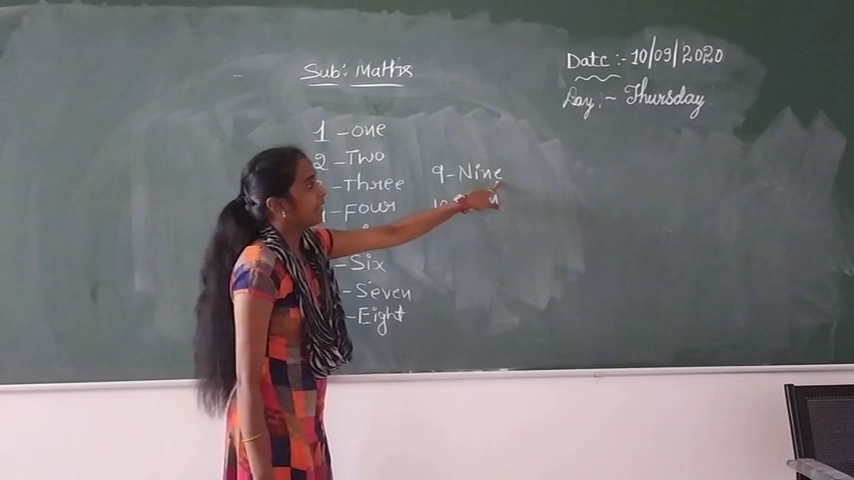 Sub: Maths
Date :- 10/09/2020
Day :- Thursday
1 - one
2 - Two
- Three
- Four
- Six
- Seven
- Eight
9 - Nine